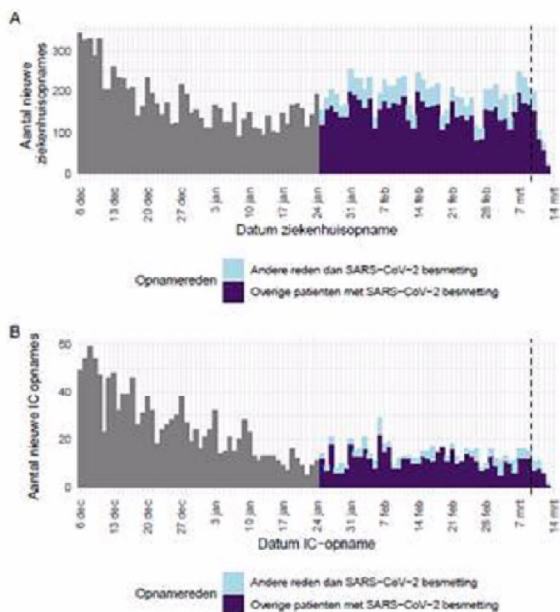 A
Aantal nieuwe
ziekenhuisopnames
300
200
100
0
6 dec
13 dec
20 dec
27 dec
3 jan
10 jan
17 jan
24 jan
31 jan
7 feb
14 feb
21 feb
28 feb
7 mrt
14 mrt
Datum ziekenhuisopname
Opnamereden
Andere reden dan SARS-CoV-2 besmetting
Overige patienten met SARS-CoV-2 besmetting
B
Aantal nieuwe IC opnames
60
40
20
0
6 dec
13 dec
20 dec
27 dec
3 jan
10 jan
17 jan
24 jan
31 jan
7 feb
14 feb
21 feb
28 feb
7 mrt
14 mrt
Datum IC-opname
Opnamereden
Andere reden dan SARS-CoV-2 besmetting
Overige patienten met SARS-CoV-2 besmetting